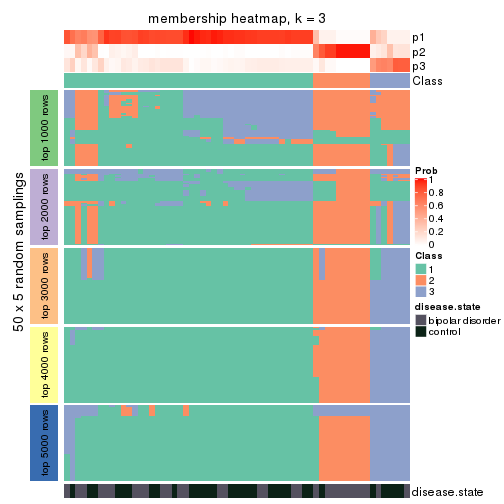 membership heatmap, k = 3
p1
p2
p3
Class
50 x 5 random samplings
top 1000 rows
top 2000 rows
top 3000 rows
top 4000 rows
top 5000 rows
Prob
1
0.8
0.6
0.4
0.2
0
Class
1
2
3
disease.state
bipolar disorder
control
disease.state